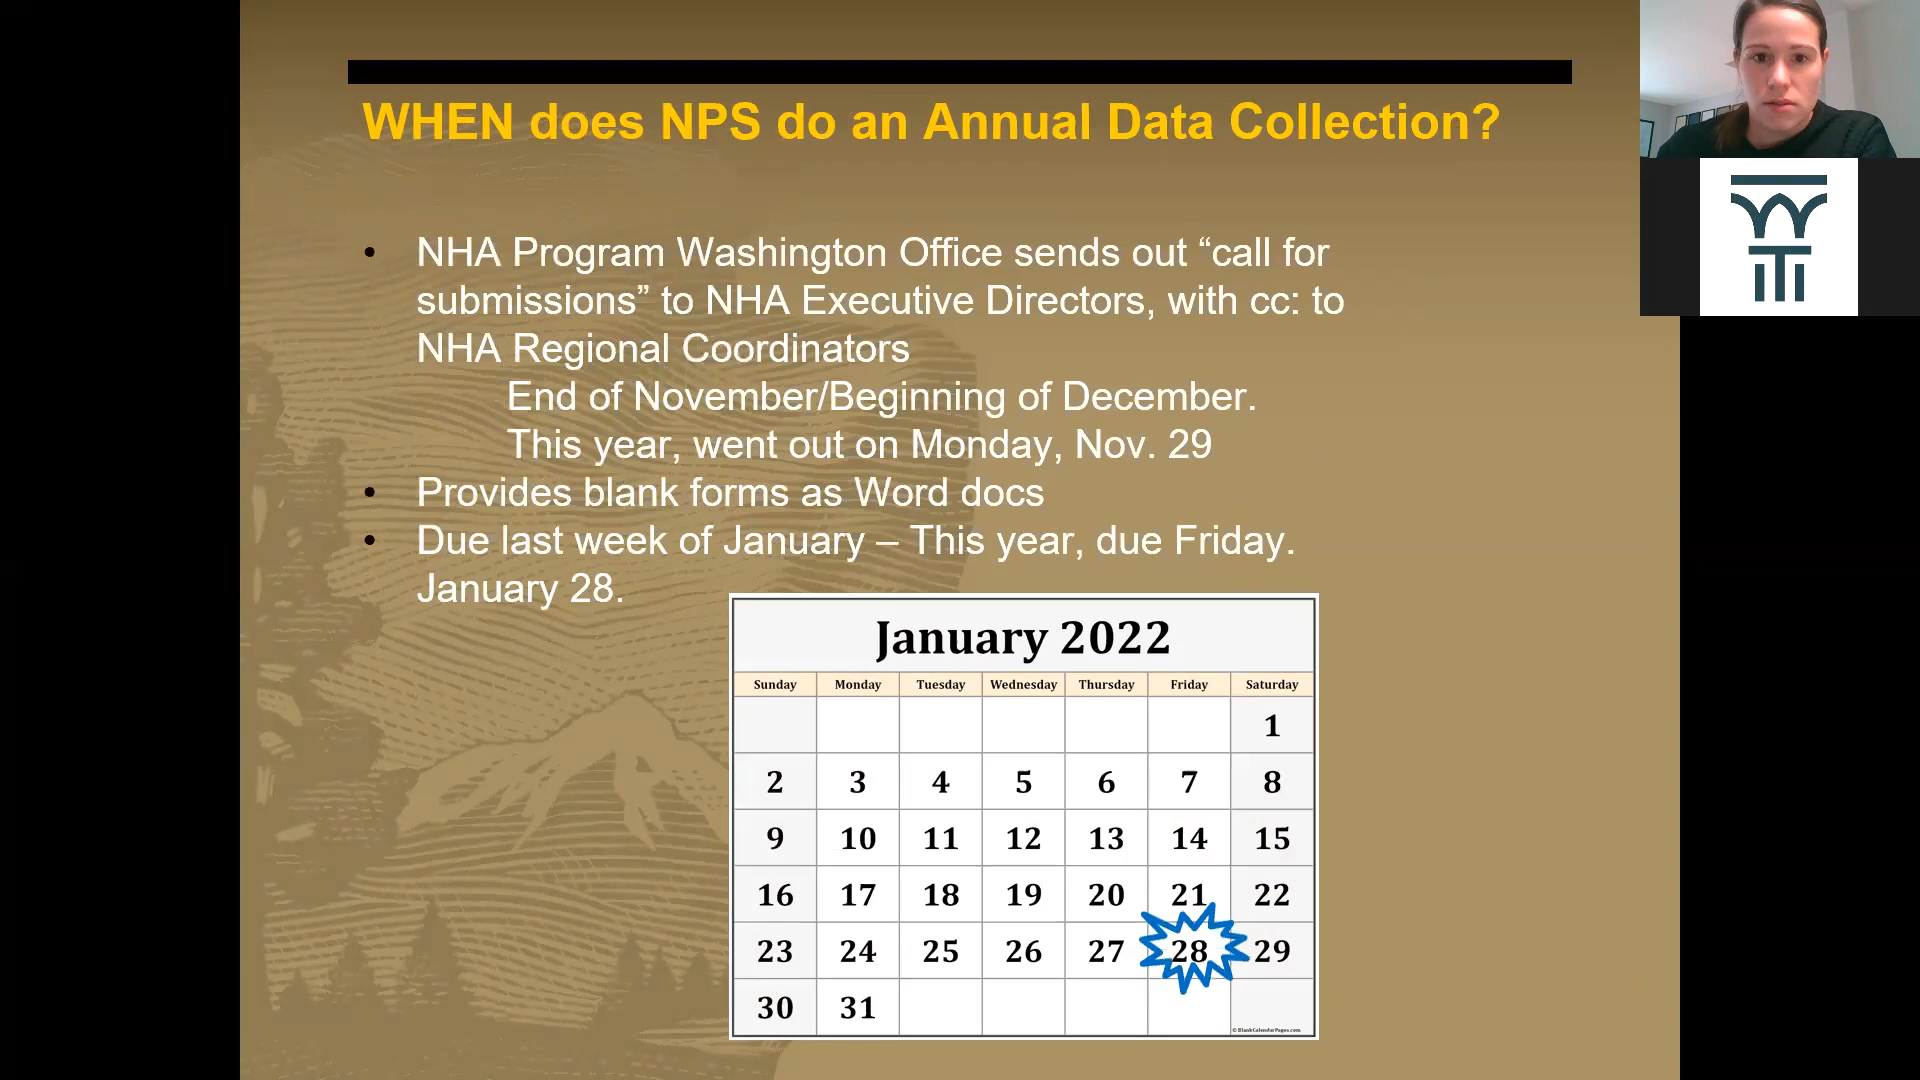 WHEN does NPS do an Annual Data Collection?
• NHA Program Washington Office sends out “call for
submissions” to NHA Executive Directors, with cc: to
NHA Regional Coordinators
End of November/Beginning of December.
This year, went out on Monday, Nov. 29
• Provides blank forms as Word docs
• Due last week of January – This year, due Friday.
January 28.
January 2022
Sunday Monday Tuesday Wednesday Thursday Friday Saturday
1
2 3 4 5 6 7 8
9 10 11 12 13 14 15
16 17 18 19 20 21 22
23 24 25 26 27 28 29
30 31
© BlankCalendarPages.com